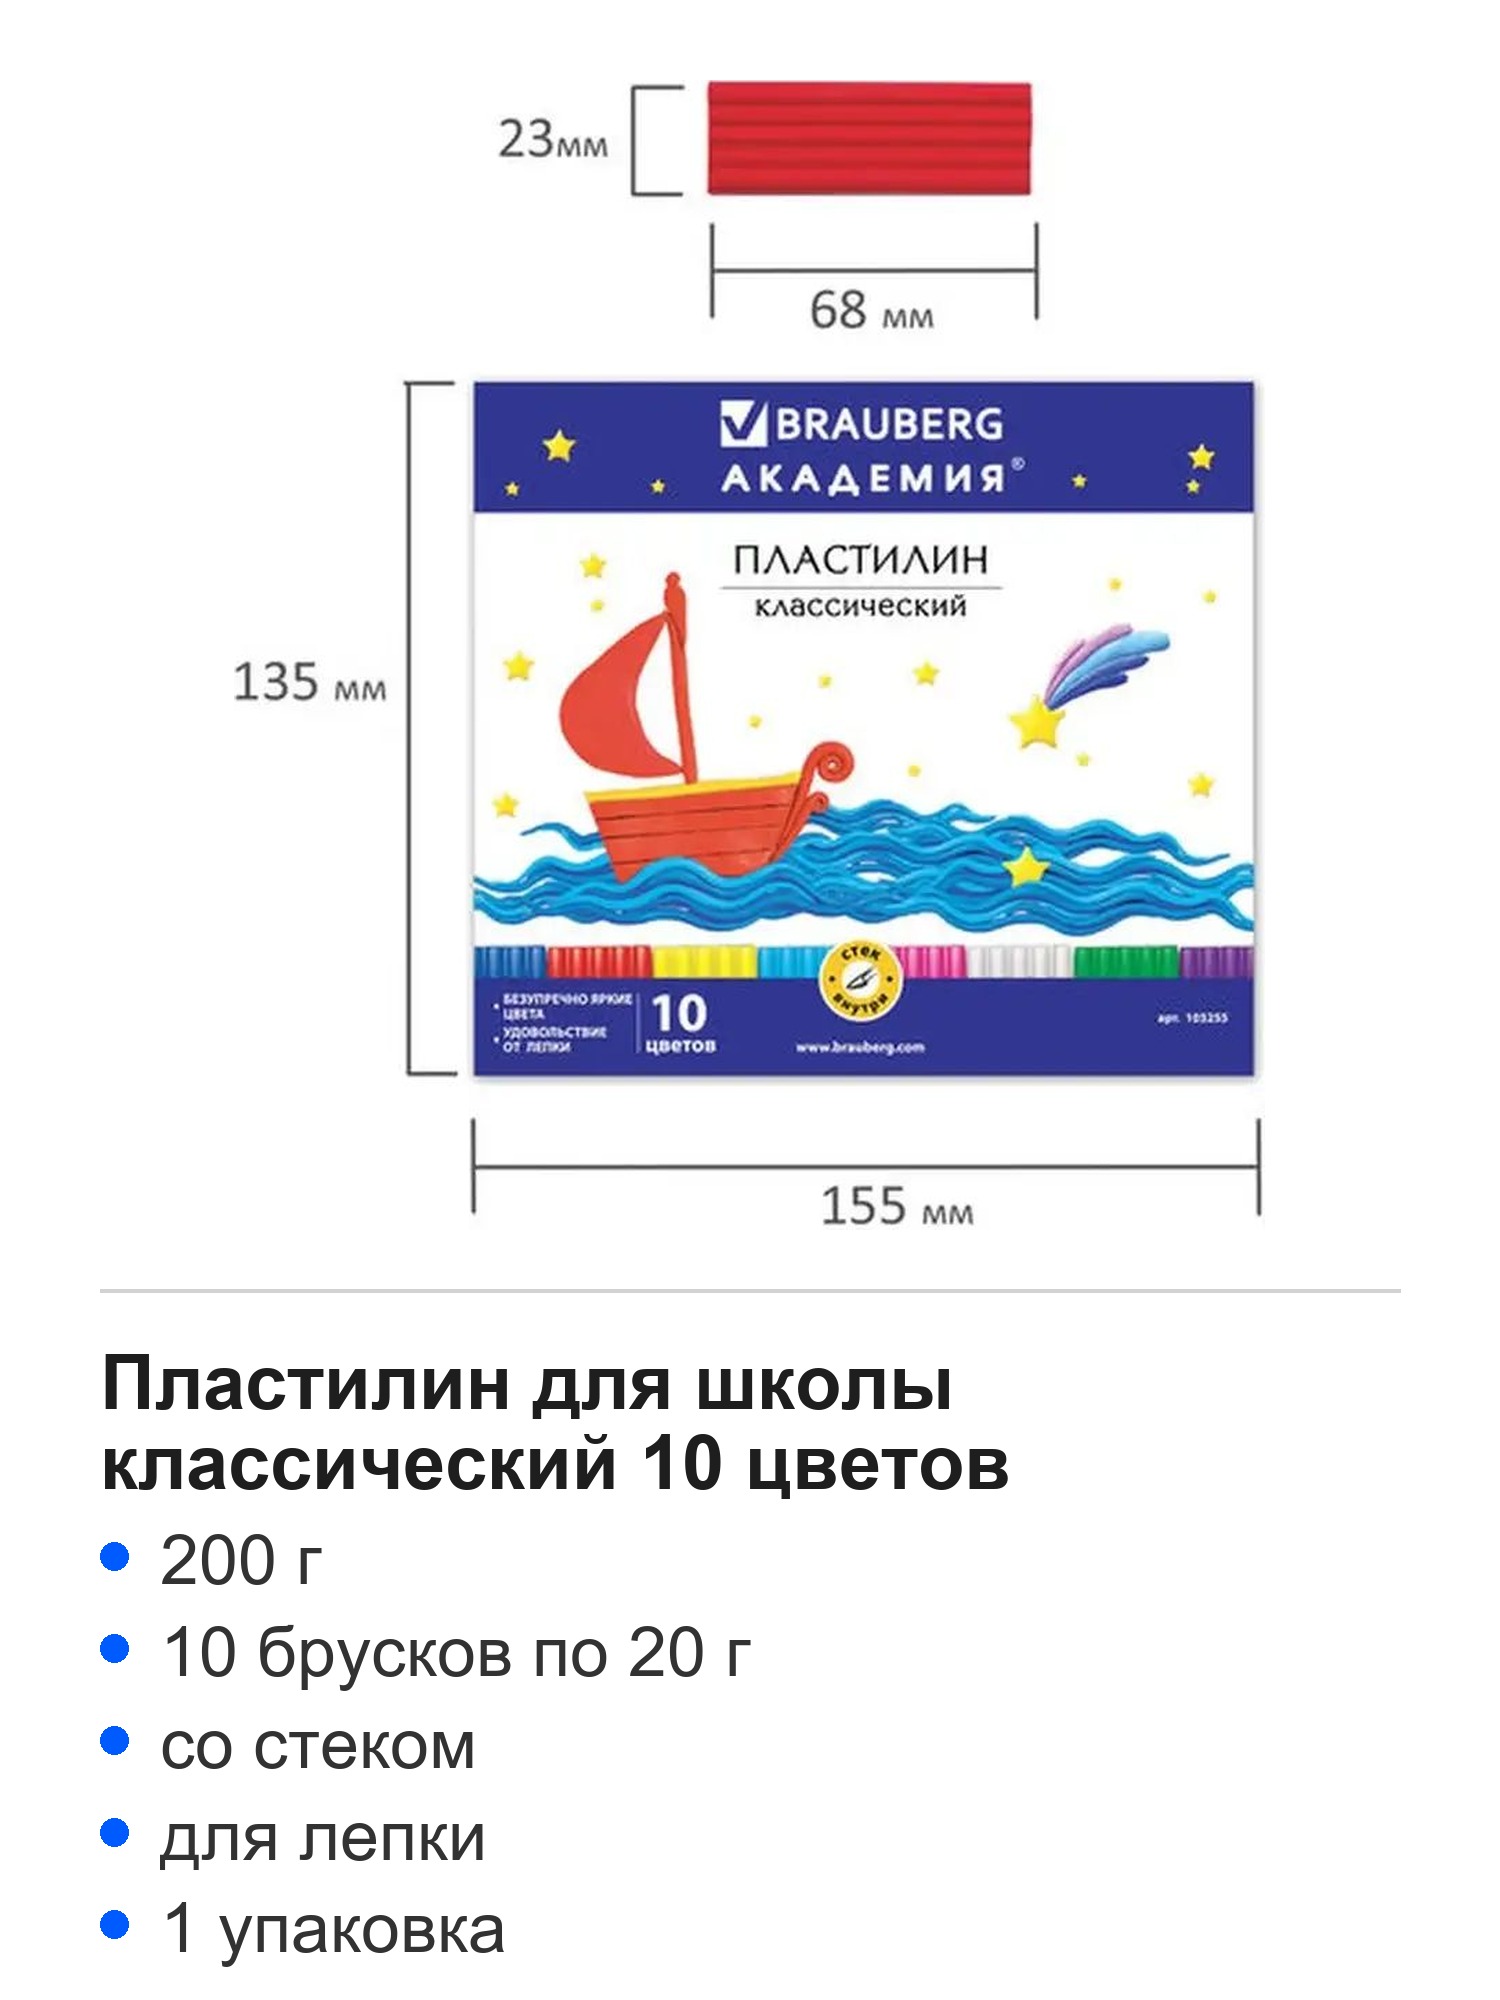 23мм
68 мм
BRAUBERG
АКАДЕМИЯ®
ПЛАСТИЛИН
классический
135 мм
стек
внутри
• БЕЗУПРЕЧНО ЯРКИЕ
ЦВЕТА
• УДОВОЛЬСТВИЕ
ОТ ЛЕПКИ
10
цветов
www.brauberg.com
арт. 103255
155 мм
Пластилин для школы
классический 10 цветов
• 200 г
• 10 брусков по 20 г
• со стеком
• для лепки
• 1 упаковка